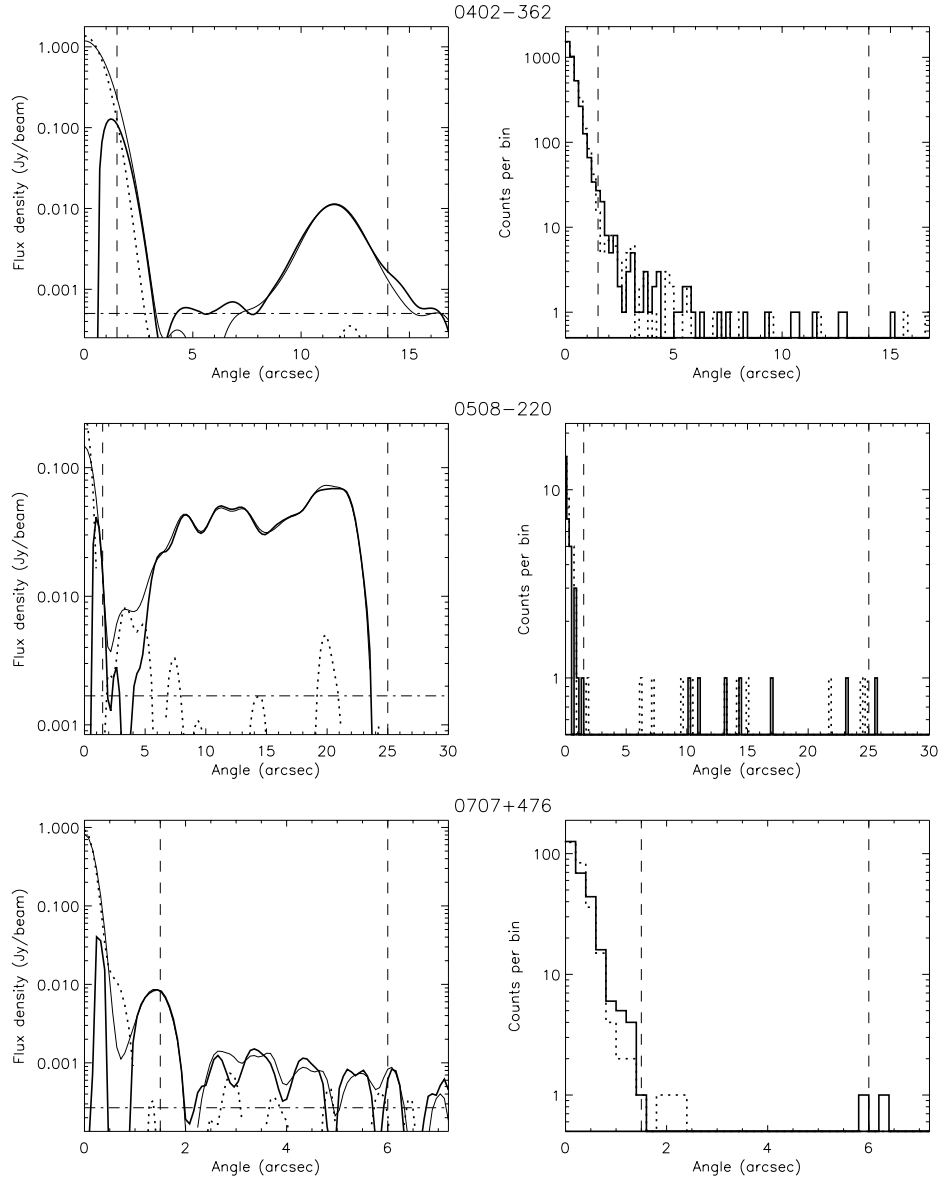 0402−362
1.000
0.100
0.010
0.001
Flux density (Jy/beam)
0 5 10 15
Angle (arcsec)
1000
100
10
1
Counts per bin
0 5 10 15
Angle (arcsec)
0508−220
0.100
0.010
0.001
Flux density (Jy/beam)
0 5 10 15 20 25 30
Angle (arcsec)
10
1
Counts per bin
0 5 10 15 20 25 30
Angle (arcsec)
0707+476
1.000
0.100
0.010
0.001
Flux density (Jy/beam)
0 2 4 6
Angle (arcsec)
100
10
1
Counts per bin
0 2 4 6
Angle (arcsec)